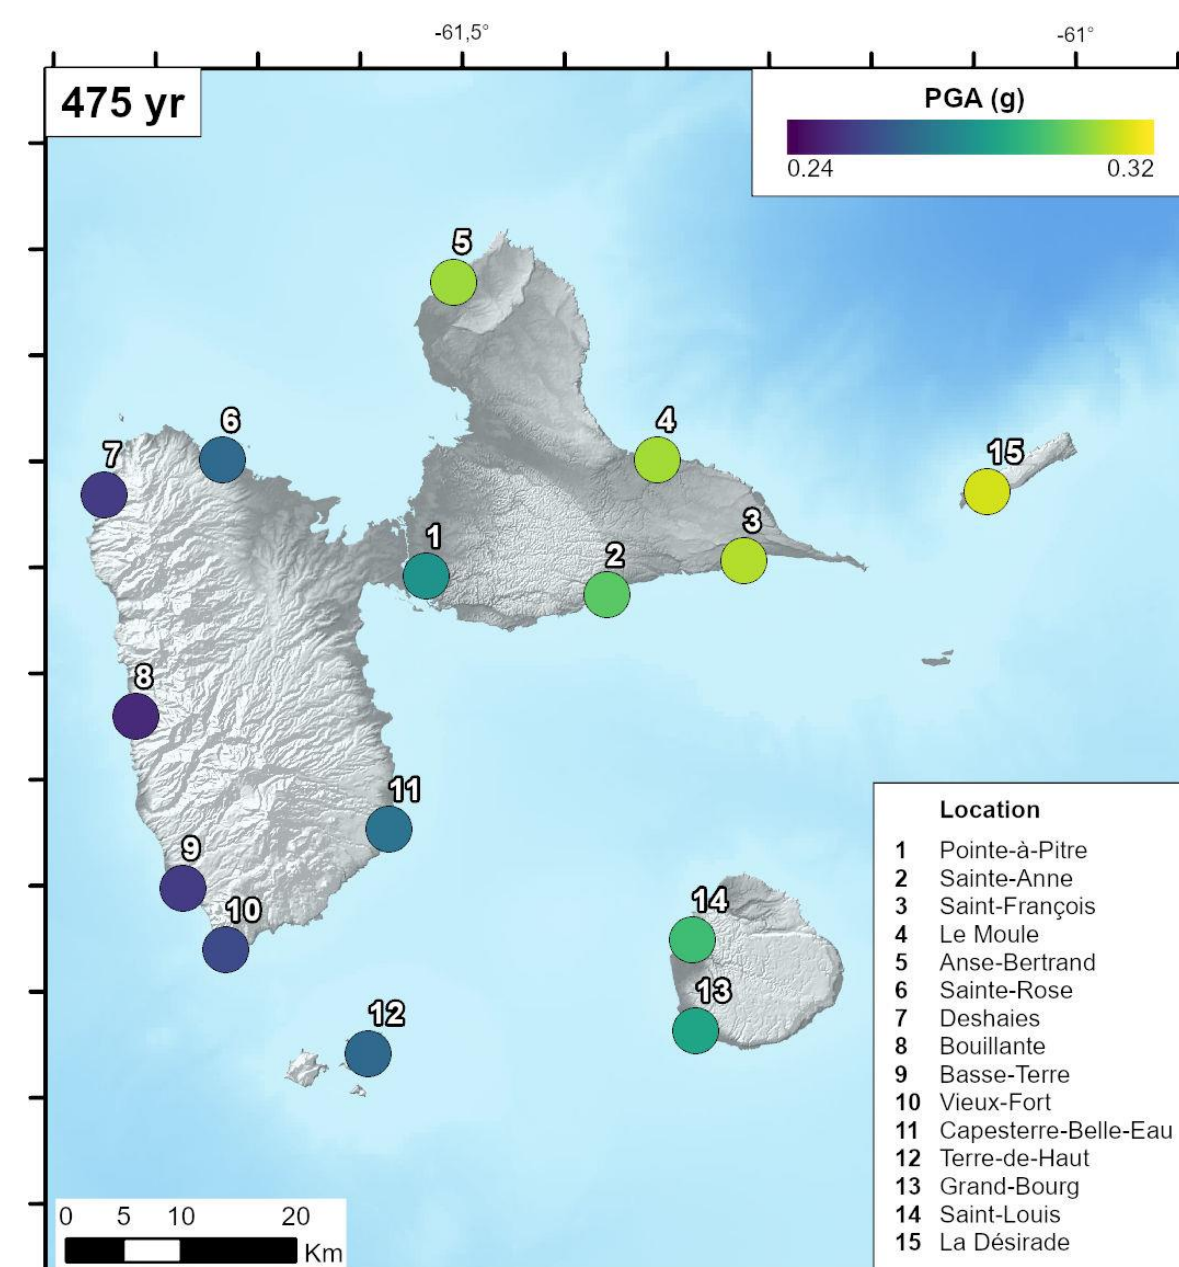 -61,5°
-61°
475 yr
PGA (g)
0.24
0.32
5
6
4
7
15
3
1
2
8
11
9
14
10
13
12
Location
1 Pointe-à-Pitre
2 Sainte-Anne
3 Saint-François
4 Le Moule
5 Anse-Bertrand
6 Sainte-Rose
7 Deshaies
8 Bouillante
9 Basse-Terre
10 Vieux-Fort
11 Capesterre-Belle-Eau
12 Terre-de-Haut
13 Grand-Bourg
14 Saint-Louis
15 La Désirade
0 5 10 20
Km